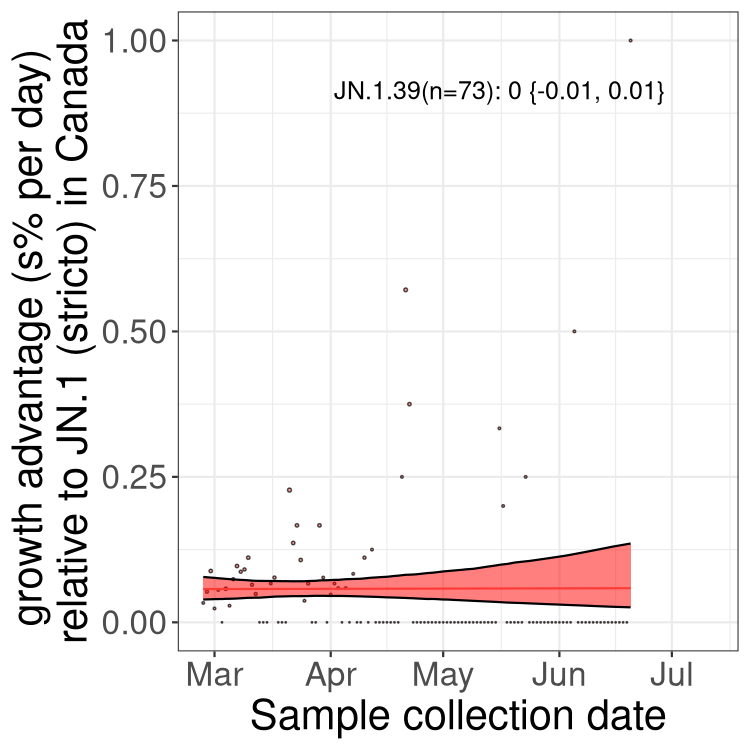 growth advantage (s% per day)
relative to JN.1 (stricto) in Canada
1.00
0.75
0.50
0.25
0.00
JN.1.39(n=73): 0 {-0.01, 0.01}
Mar Apr May Jun Jul
Sample collection date